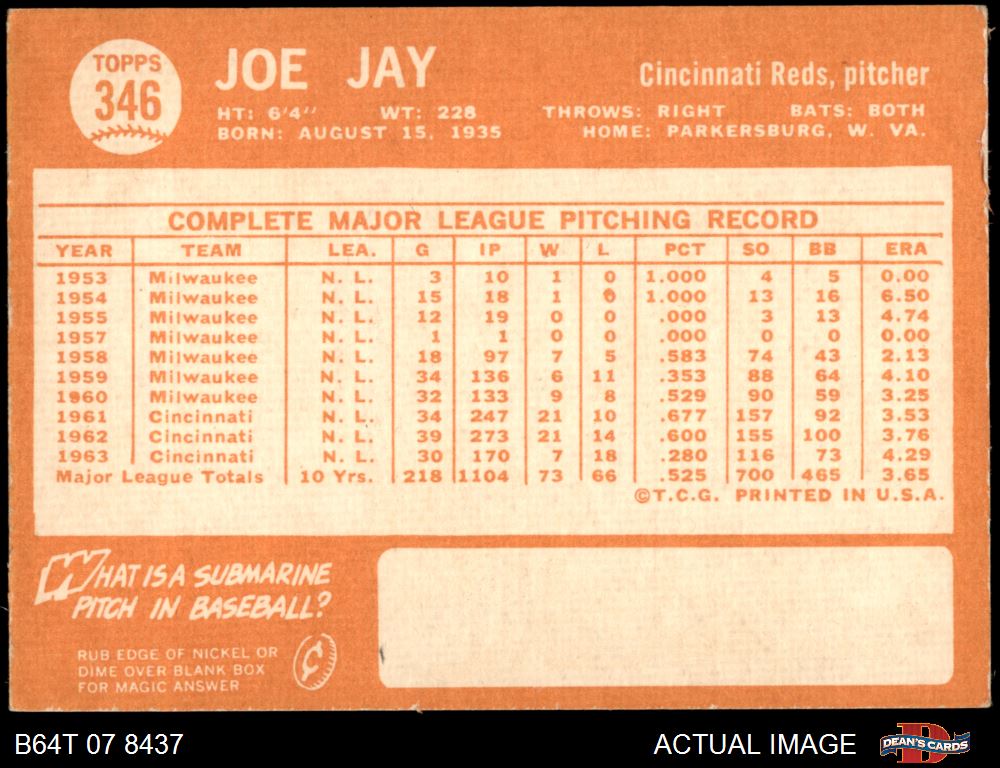 TOPPS
346
JOE JAY
Cincinnati Reds, pitcher
HT: 6'4" WT: 228 THROWS: RIGHT BATS: BOTH
BORN: AUGUST 15, 1935 HOME: PARKERSBURG, W. VA.
COMPLETE MAJOR LEAGUE PITCHING RECORD
YEAR TEAM LEA. G IP W L PCT SO BB ERA
1953 Milwaukee N. L. 3 10 1 0 1.000 4 5 0.00
1954 Milwaukee N. L. 15 18 1 0 1.000 13 16 6.50
1955 Milwaukee N. L. 12 19 0 0 .000 3 13 4.74
1957 Milwaukee N. L. 1 1 0 0 .000 0 0 0.00
1958 Milwaukee N. L. 18 97 7 5 .583 74 43 2.13
1959 Milwaukee N. L. 34 136 6 11 .353 88 64 4.10
1960 Milwaukee N. L. 32 133 9 8 .529 90 59 3.25
1961 Cincinnati N. L. 34 247 21 10 .677 157 92 3.53
1962 Cincinnati N. L. 39 273 21 14 .600 155 100 3.76
1963 Cincinnati N. L. 30 170 7 18 .280 116 73 4.29
Major League Totals 10 Yrs. 218 1104 73 66 .525 700 465 3.65
©T.C.G. PRINTED IN U.S.A.
WHAT IS A SUBMARINE
PITCH IN BASEBALL?
RUB EDGE OF NICKEL OR
DIME OVER BLANK BOX
FOR MAGIC ANSWER
¢
B64T 07 8437
ACTUAL IMAGE
DEAN'S CARDS